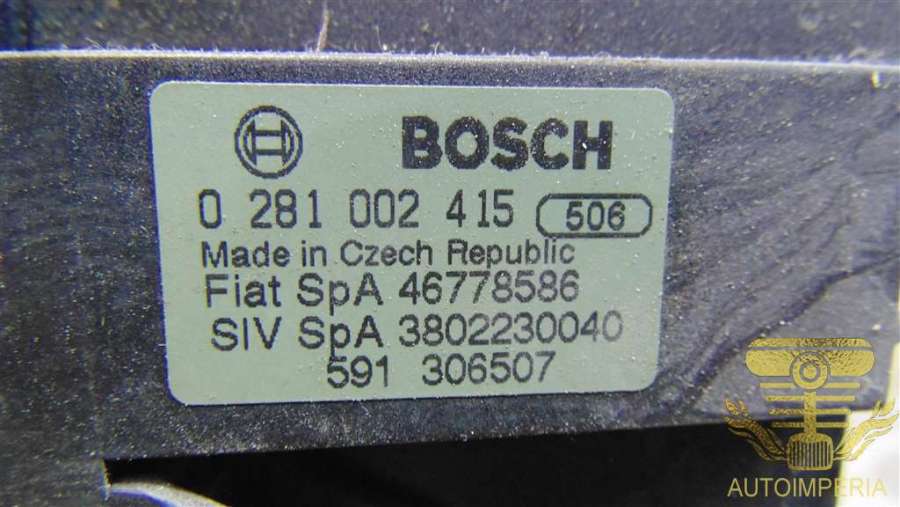 BOSCH
0 281 002 415 506
Made in Czech Republic
Fiat SpA 46778586
SIV SpA 3802230040
591 306507
AUTOIMPERIA